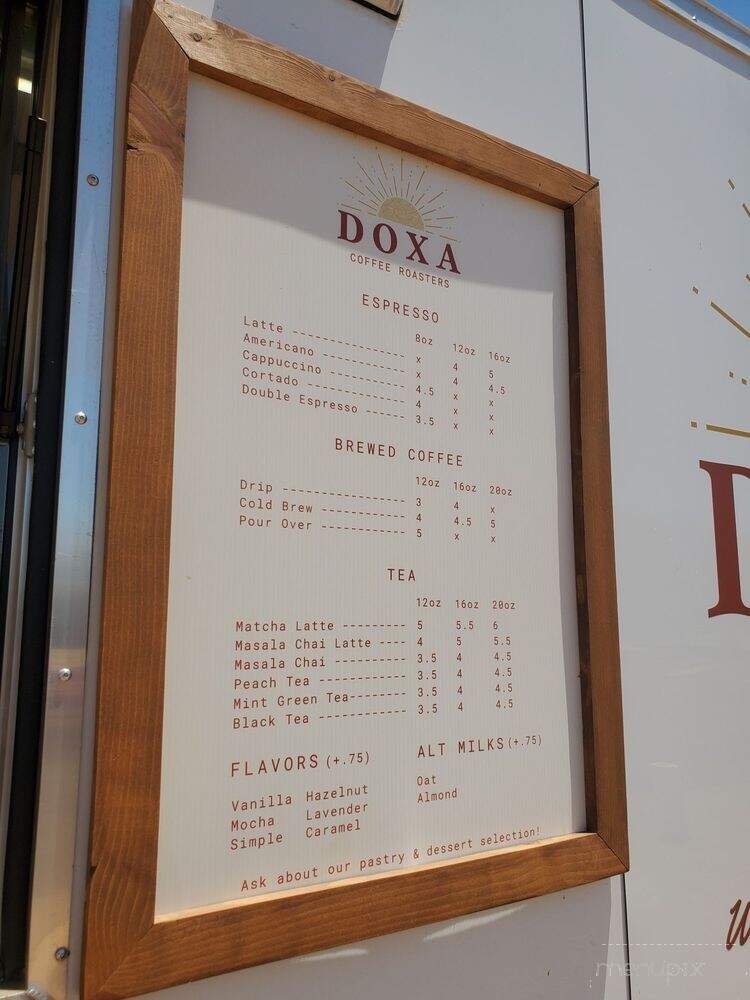 DOXA
COFFEE ROASTERS
ESPRESSO
8oz 12oz 16oz
Latte ---------------- x 4 5
Americano ------------ x 4 4.5
Cappuccino ----------- 4.5 x x
Cortado -------------- 4 x x
Double Espresso ------ 3.5 x x
BREWED COFFEE
12oz 16oz 20oz
Drip ------------------ 3 4 x
Cold Brew ------------- 4 4.5 5
Pour Over ------------- 5 x x
TEA
12oz 16oz 20oz
Matcha Latte --------- 5 5.5 6
Masala Chai Latte ---- 4 5 5.5
Masala Chai ---------- 3.5 4 4.5
Peach Tea ------------ 3.5 4 4.5
Mint Green Tea-------- 3.5 4 4.5
Black Tea ------------ 3.5 4 4.5
FLAVORS (+.75)
Vanilla Hazelnut
Mocha Lavender
Simple Caramel
ALT MILKS (+.75)
Oat
Almond
Ask about our pastry & dessert selection!
D
menupix